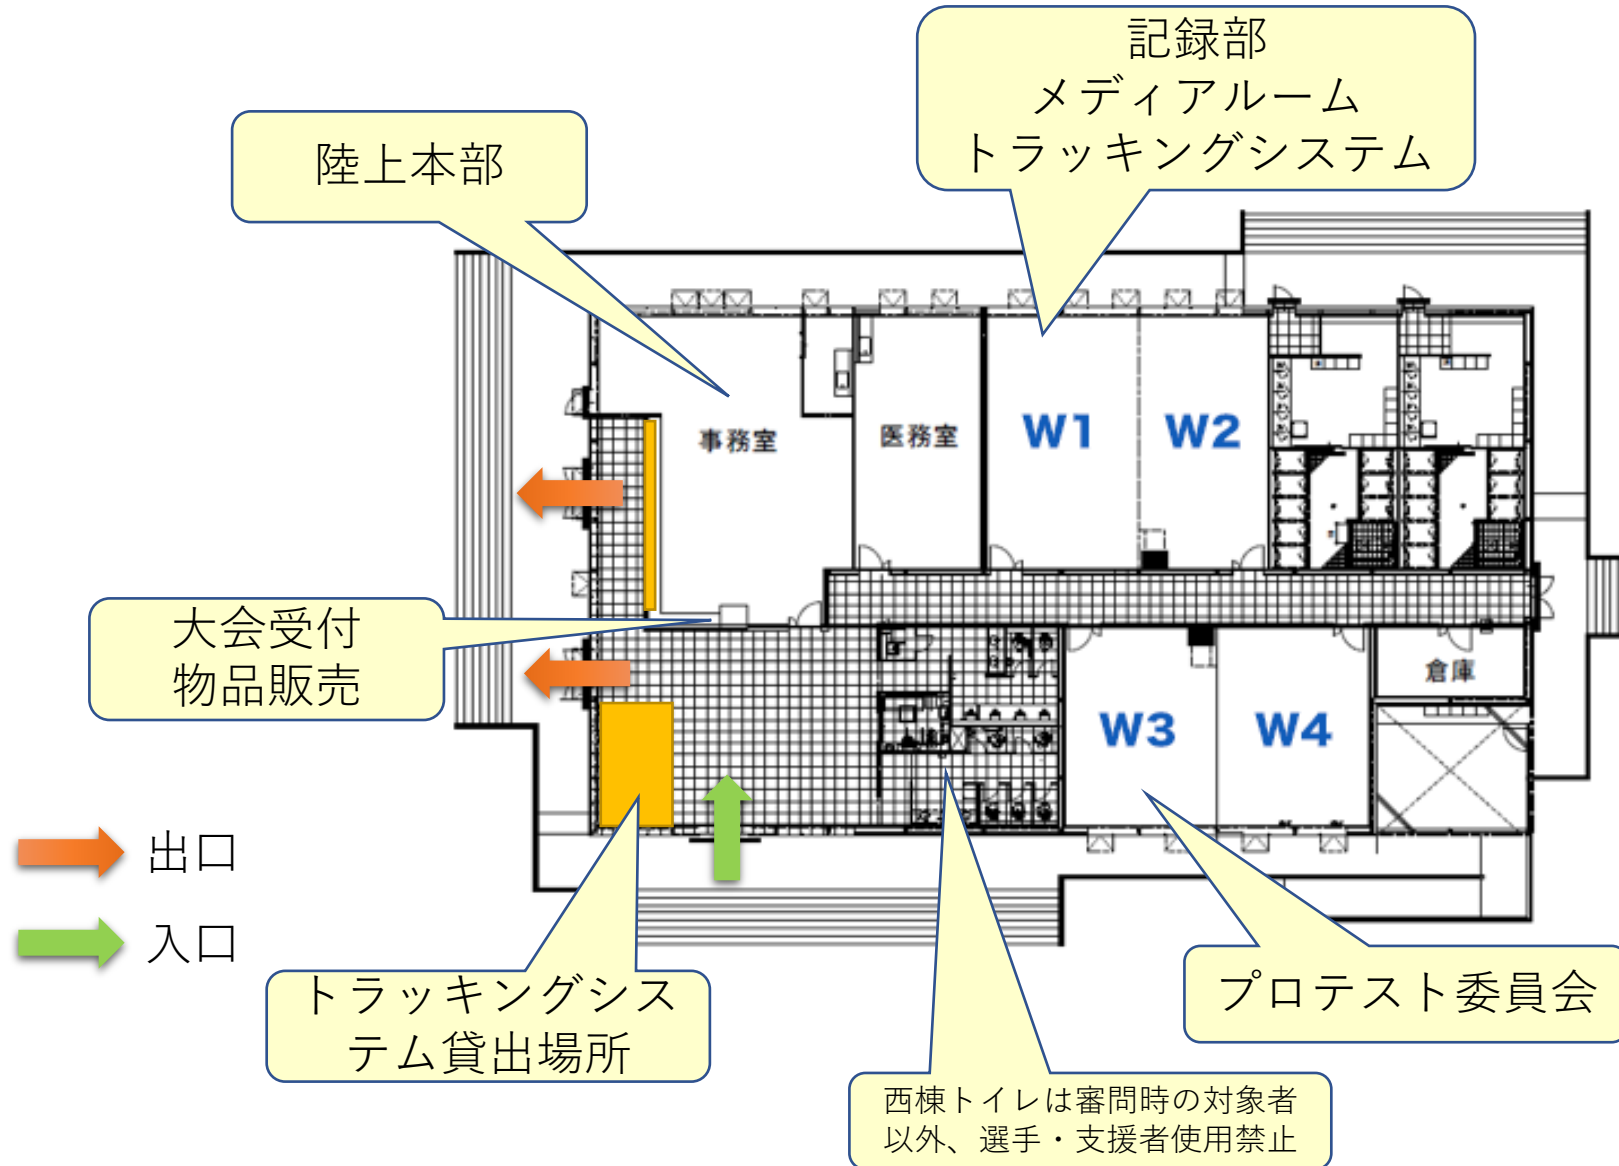 記録部
メディアルーム
トラッキングシステム
陸上本部
事務室
医務室
W1
W2
大会受付
物品販売
倉庫
W3
W4
出口
入口
トラッキングシス
テム貸出場所
プロテスト委員会
西棟トイレは審問時の対象者
以外、選手・支援者使用禁止